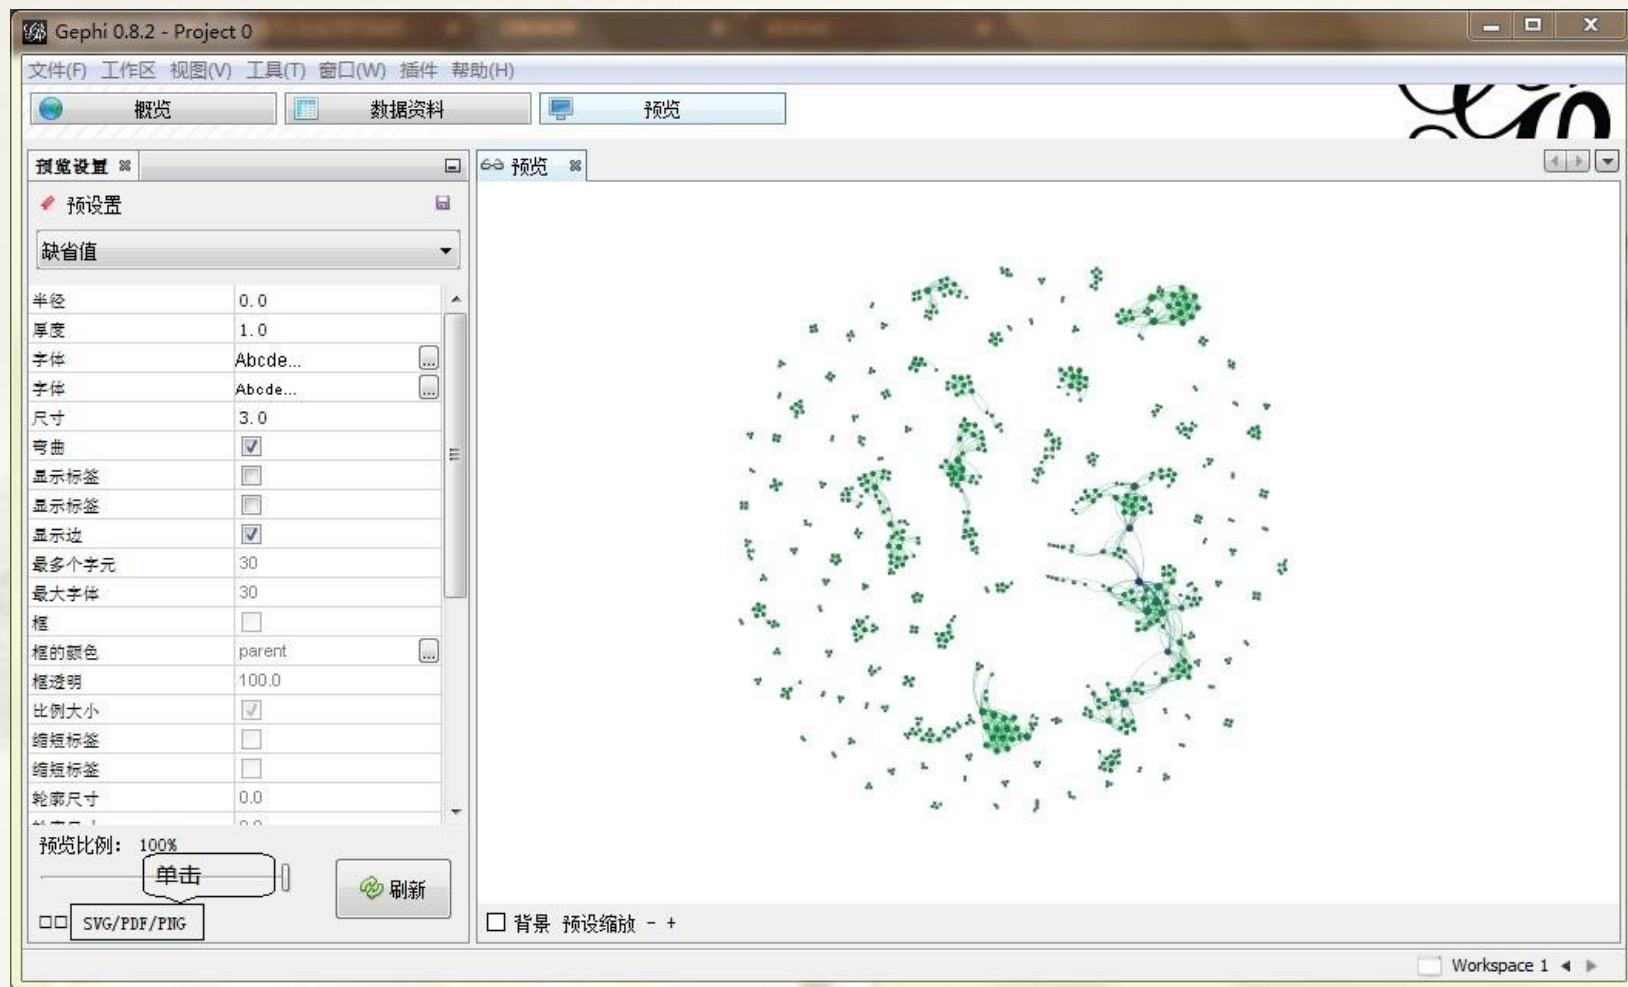 Gephi 0.8.2 - Project 0
文件(F) 工作区 视图(V) 工具(T) 窗口(W) 插件 帮助(H)
概览 数据资料 预览
预览设置
预览
预设置
缺省值
半径 0.0
厚度 1.0
字体 Abcde... ...
字体 Abcde... ...
尺寸 3.0
弯曲
显示标签
显示标签
显示边
最多个字元 30
最大字体 30
框
框的颜色 parent ...
框透明 100.0
比例大小
缩短标签
缩短标签
轮廓尺寸 0.0
预览比例: 100%
单击
刷新
SVG/PDF/PNG
背景 预设缩放 - +
Workspace 1